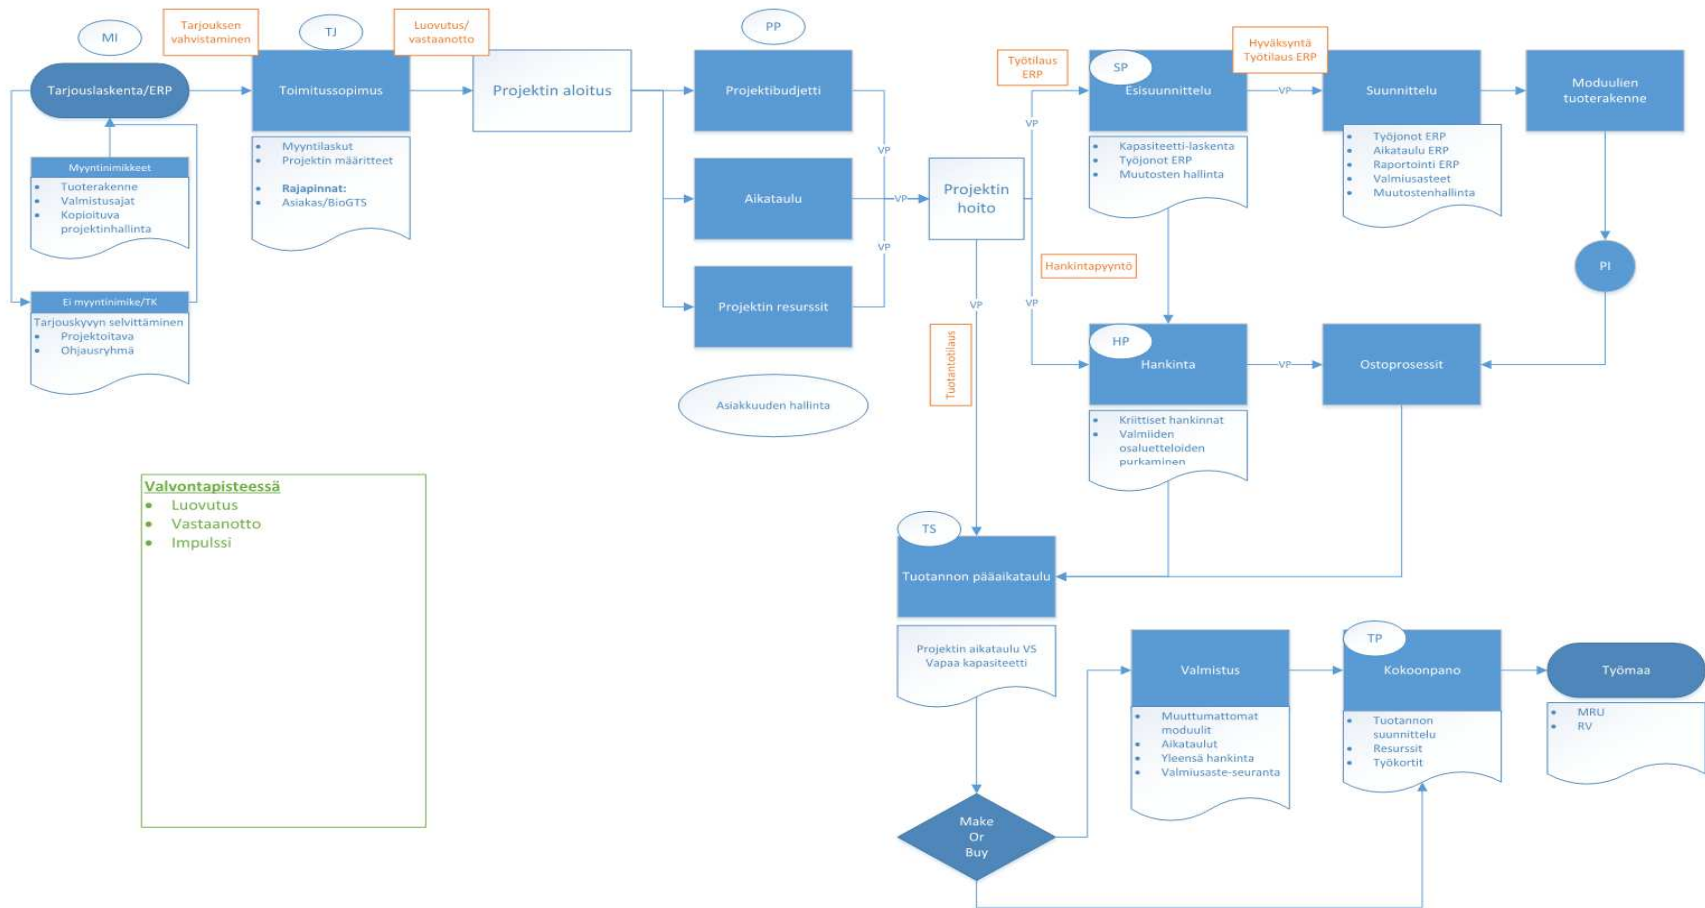 MI
Tarjouksen
vahvistaminen
TJ
Luovutus/
vastaanotto
PP
Työtilaus
ERP
SP
Hyväksyntä
Työtilaus ERP
Tarjouslaskenta/ERP
Toimitussopimus
Projektin aloitus
Projektibudjetti
Esisuunnittelu
VP
Suunnittelu
Moduulien
tuoterakenne
Myyntinimikkeet
• Tuoterakenne
• Valmistusajat
• Kopioituva
projektinhallinta
• Myyntilaskut
• Projektin määritteet
• Rajapinnat:
• Asiakas/BioGTS
VP
VP
• Kapasiteetti-laskenta
• Työjonot ERP
• Muutosten hallinta
• Työjonot ERP
• Aikataulu ERP
• Raportointi ERP
• Valmiusasteet
• Muutostenhallinta
Aikataulu
VP
Projektin
hoito
Hankintapyyntö
PI
Ei myyntinimike/TK
Tarjouskyvyn selvittäminen
• Projektoitava
• Ohjausryhmä
Projektin resurssit
VP
VP
VP
Tuotantotilaus
HP
Hankinta
VP
Ostoprosessit
Asiakkuuden hallinta
• Kriittiset hankinnat
• Valmiiden
osaluetteloiden
purkaminen
Valvontapisteessä
• Luovutus
• Vastaanotto
• Impulssi
TS
Tuotannon pääaikataulu
Projektin aikataulu VS
Vapaa kapasiteetti
Valmistus
TP
Kokoonpano
Työmaa
• Muuttumattomat
moduulit
• Aikataulut
• Yleensä hankinta
• Valmiusaste-seuranta
• Tuotannon
suunnittelu
• Resurssit
• Työkortit
• MRU
• RV
Make
Or
Buy